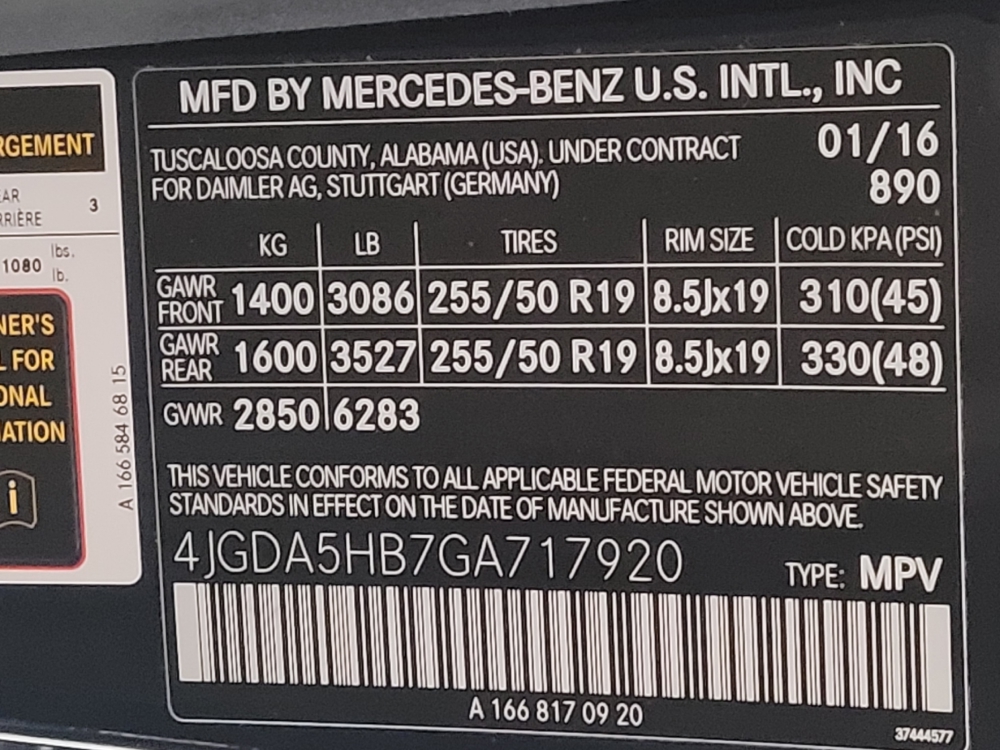 RGEMENT
3
RRIÈRE
1080 lbs.
lb.
NER'S
L FOR
ONAL
ATION
i
A 166 584 68 15
MFD BY MERCEDES-BENZ U.S. INTL., INC
TUSCALOOSA COUNTY, ALABAMA (USA). UNDER CONTRACT 01/16
FOR DAIMLER AG, STUTTGART (GERMANY) 890
KG LB TIRES RIM SIZE COLD KPA(PSI)
GAWR FRONT 1400 3086 255/50 R19 8.5Jx19 310(45)
GAWR REAR 1600 3527 255/50 R19 8.5Jx19 330(48)
GVWR 2850 6283
THIS VEHICLE CONFORMS TO ALL APPLICABLE FEDERAL MOTOR VEHICLE SAFETY
STANDARDS IN EFFECT ON THE DATE OF MANUFACTURE SHOWN ABOVE.
4JGDA5HB7GA717920 TYPE: MPV
A 166 817 09 20
37444577